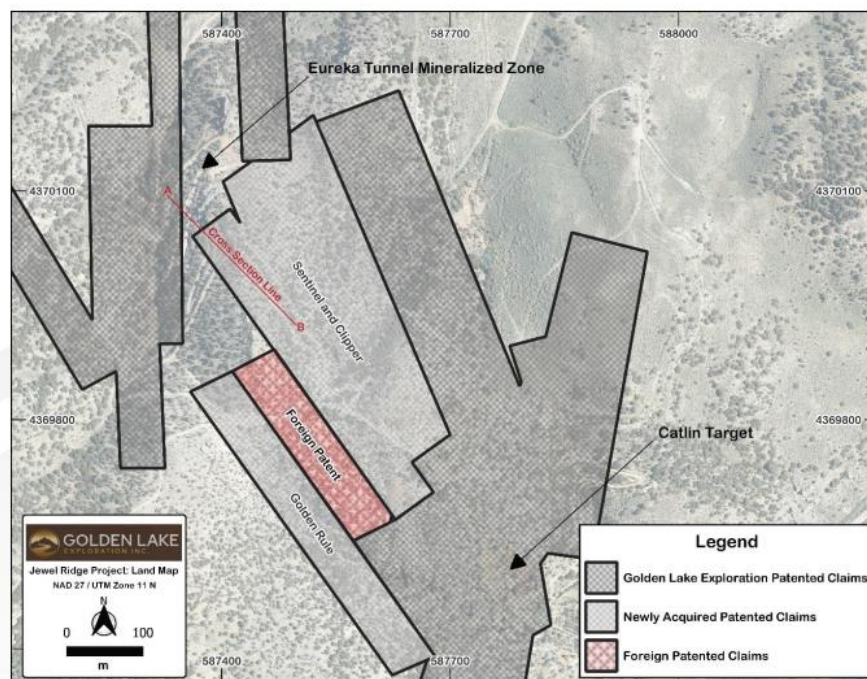 587400
587700
588000
Eureka Tunnel Mineralized Zone
4370100
4370100
A
Cross Section Line
B
Sentinel and Clipper
4369800
4369800
Foreign Patent
Catlin Target
Golden Rule
GOLDEN LAKE
EXPLORATION INC.
Jewel Ridge Project: Land Map
NAD 27 / UTM Zone 11 N
N
0 100
m
Legend
Golden Lake Exploration Patented Claims
Newly Acquired Patented Claims
Foreign Patented Claims
587400
587700